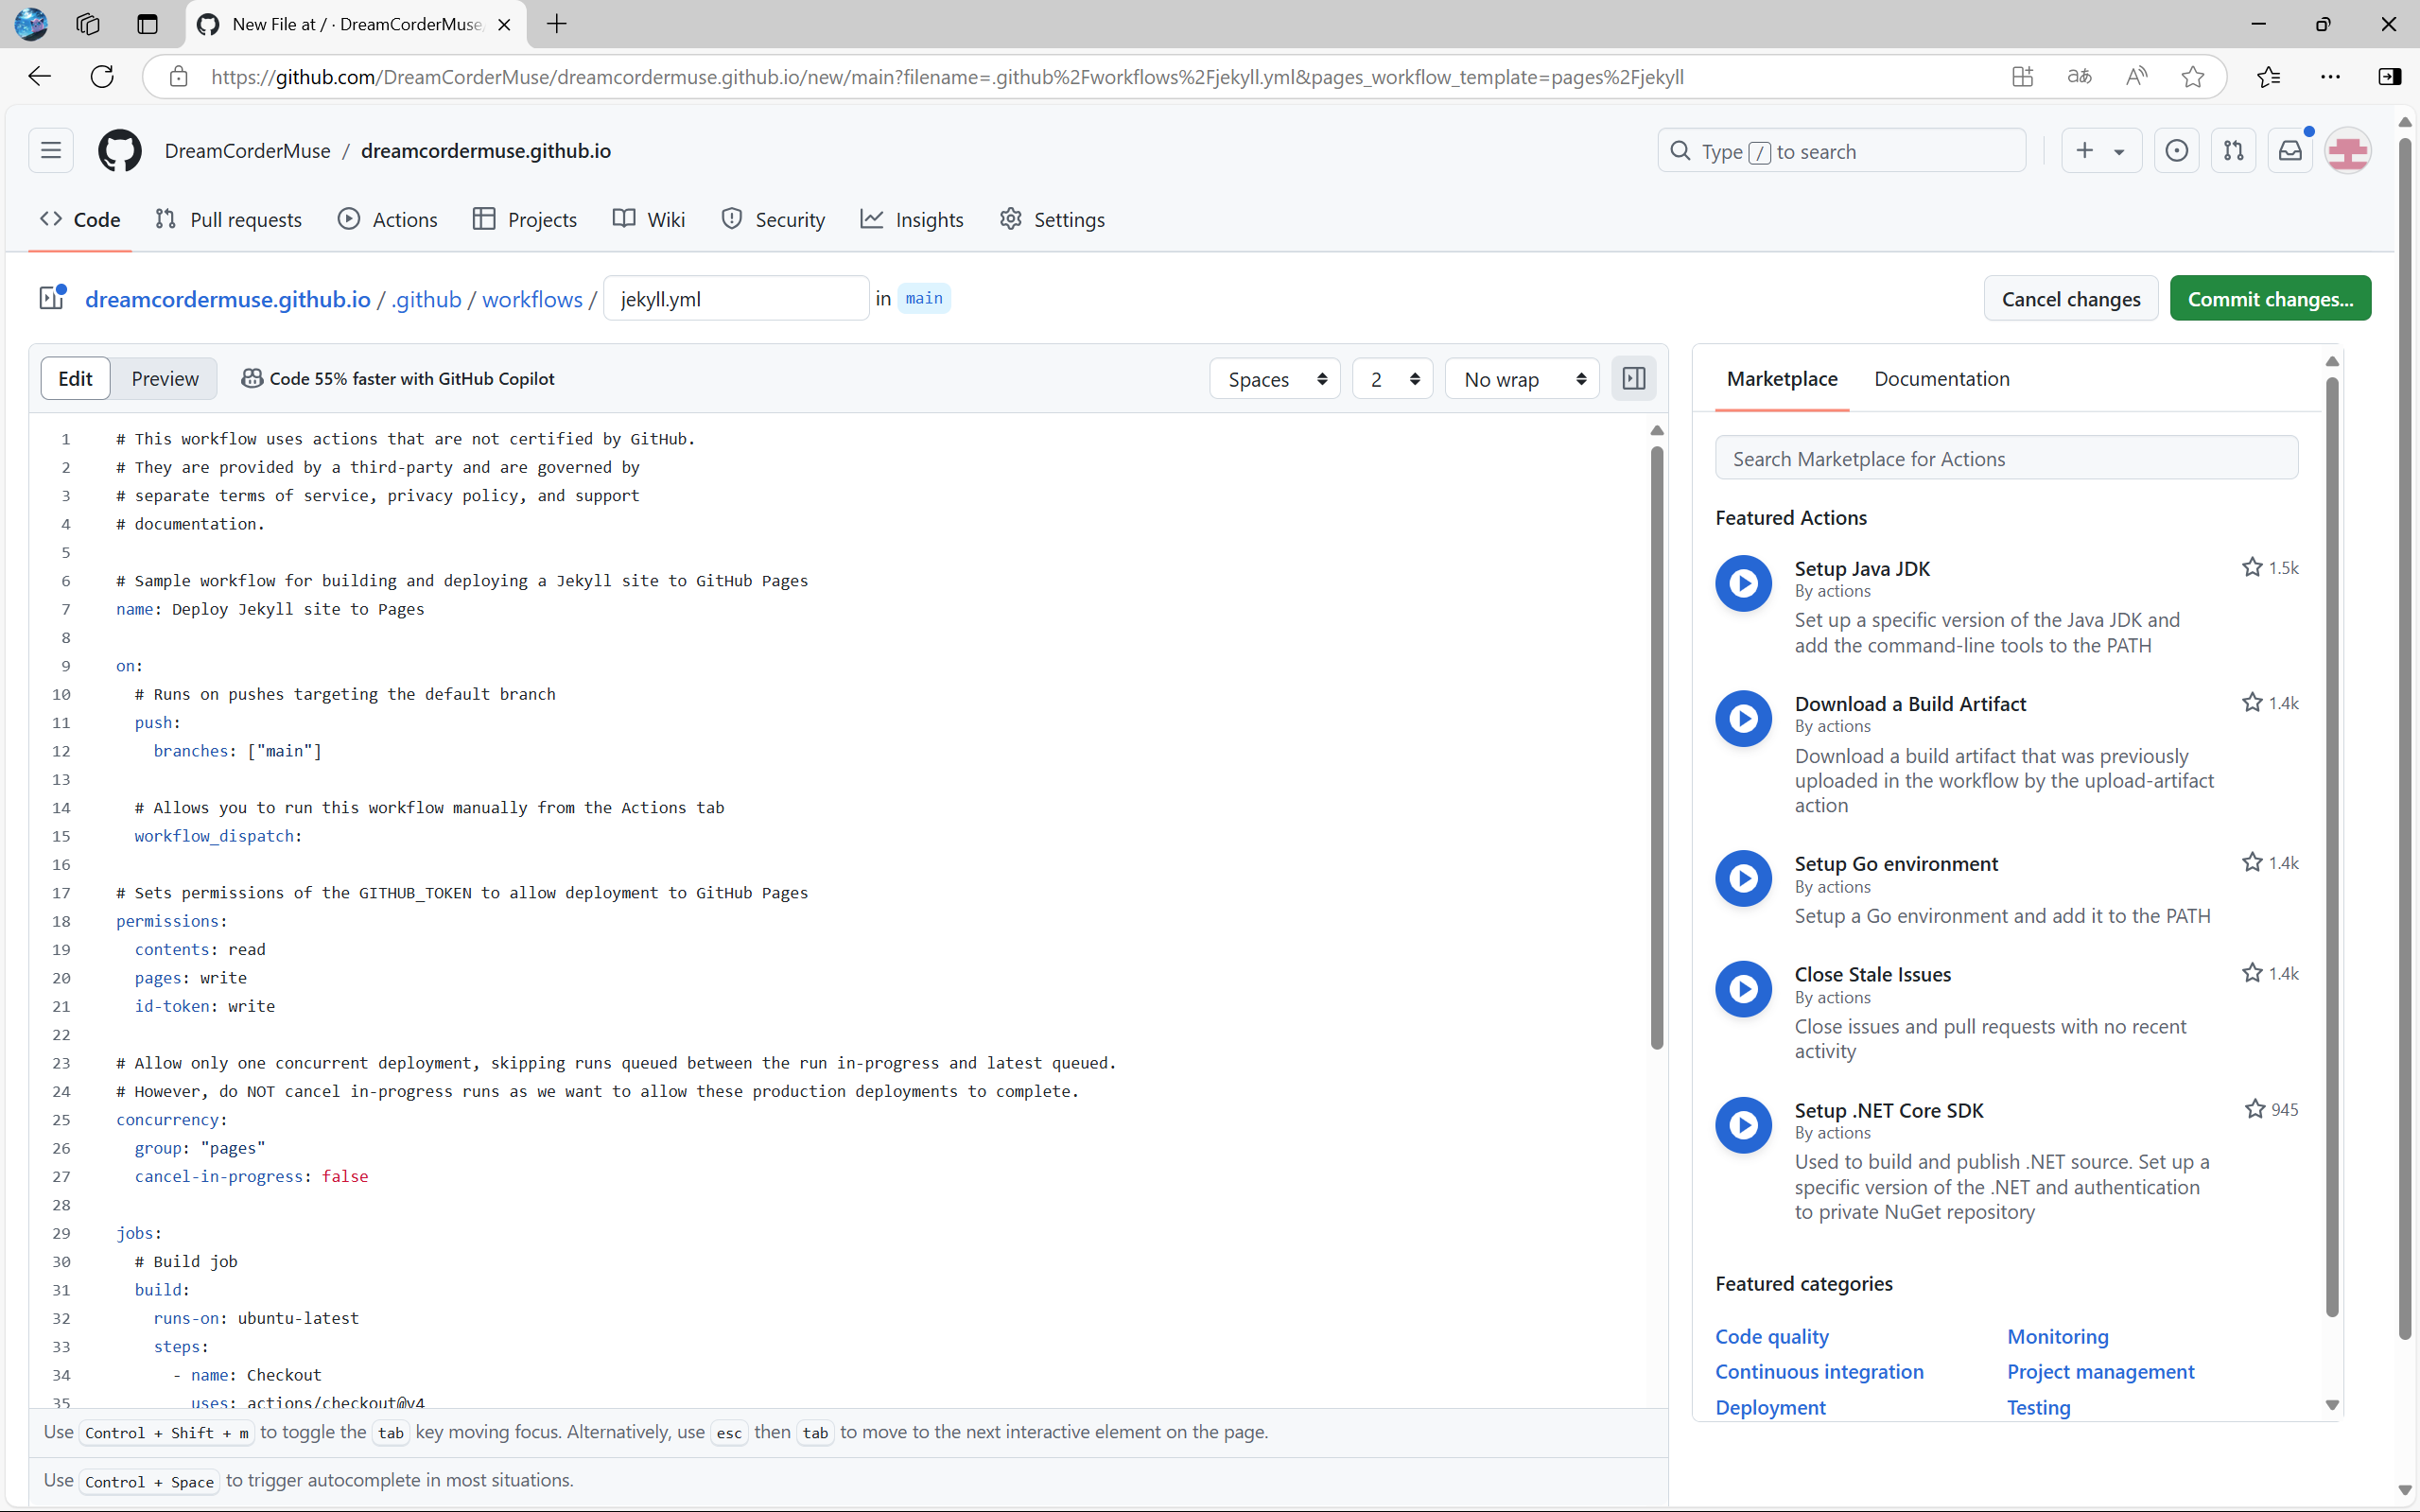 New File at / · DreamCorderMuse
https://github.com/DreamCorderMuse/dreamcordermuse.github.io/new/main?filename=.github%2Fworkflows%2Fjekyll.yml&pages_workflow_template=pages%2Fjekyll
DreamCorderMuse / dreamcordermuse.github.io
Type / to search
Code Pull requests Actions Projects Wiki Security Insights Settings
dreamcordermuse.github.io / .github / workflows / jekyll.yml in main
Cancel changes Commit changes...
Edit Preview Code 55% faster with GitHub Copilot
Spaces 2 No wrap
1 # This workflow uses actions that are not certified by GitHub.
2 # They are provided by a third-party and are governed by
3 # separate terms of service, privacy policy, and support
4 # documentation.
5
6 # Sample workflow for building and deploying a Jekyll site to GitHub Pages
7 name: Deploy Jekyll site to Pages
8
9 on:
10 # Runs on pushes targeting the default branch
11 push:
12 branches: ["main"]
13
14 # Allows you to run this workflow manually from the Actions tab
15 workflow_dispatch:
16
17 # Sets permissions of the GITHUB_TOKEN to allow deployment to GitHub Pages
18 permissions:
19 contents: read
20 pages: write
21 id-token: write
22
23 # Allow only one concurrent deployment, skipping runs queued between the run in-progress and latest queued.
24 # However, do NOT cancel in-progress runs as we want to allow these production deployments to complete.
25 concurrency:
26 group: "pages"
27 cancel-in-progress: false
28
29 jobs:
30 # Build job
31 build:
32 runs-on: ubuntu-latest
33 steps:
34 - name: Checkout
35 uses: actions/checkout@v4
Use Control + Shift + m to toggle the tab key moving focus. Alternatively, use esc then tab to move to the next interactive element on the page.
Use Control + Space to trigger autocomplete in most situations.
Marketplace Documentation
Search Marketplace for Actions
Featured Actions
Setup Java JDK 1.5k
By actions
Set up a specific version of the Java JDK and
add the command-line tools to the PATH
Download a Build Artifact 1.4k
By actions
Download a build artifact that was previously
uploaded in the workflow by the upload-artifact
action
Setup Go environment 1.4k
By actions
Setup a Go environment and add it to the PATH
Close Stale Issues 1.4k
By actions
Close issues and pull requests with no recent
activity
Setup .NET Core SDK 945
By actions
Used to build and publish .NET source. Set up a
specific version of the .NET and authentication
to private NuGet repository
Featured categories
Code quality Monitoring
Continuous integration Project management
Deployment Testing